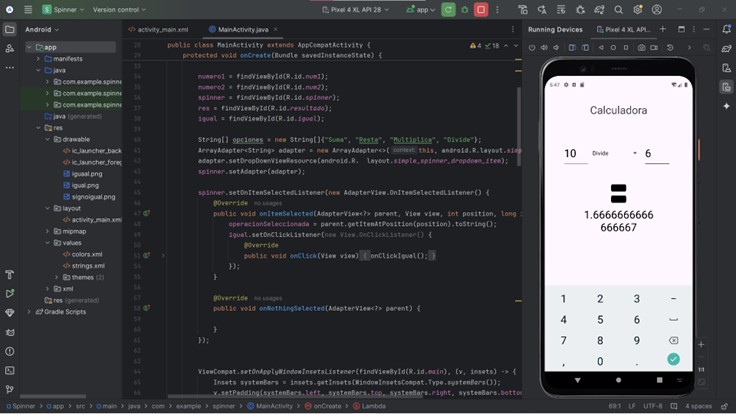 S Spinner Version control Pixel 4 XL API 28 app
Android
activity_main.xml MainActivity.java
Running Devices Pixel 4 XL API...
app
manifests
java
com.example.spinne
com.example.spinne
com.example.spinne
java (generated)
res
drawable
ic_launcher_back
ic_launcher_foreg
igual.png
signoigual.png
layout
activity_main.xml
mipmap
values
colors.xml
strings.xml
themes (2)
xml
res (generated)
Gradle Scripts
4 18
public class MainActivity extends AppCompatActivity {
protected void onCreate(Bundle savedInstanceState) {
numero1 = findViewById(R.id.num1);
numero2 = findViewById(R.id.num2);
spinner = findViewById(R.id.spinner);
res = findViewById(R.id.resultado);
igual = findViewById(R.id.igual);
String[] opciones = new String[]{"Suma", "Resta", "Multiplica", "Divide"};
ArrayAdapter<String> adapter = new ArrayAdapter<>( context: this, android.R.layout.simple_spin
adapter.setDropDownViewResource(android.R. layout.simple_spinner_dropdown_item);
spinner.setAdapter(adapter);
spinner.setOnItemSelectedListener(new AdapterView.OnItemSelectedListener() {
@Override no usages
public void onItemSelected(AdapterView<?> parent, View view, int position, long
operacionSeleccionada = parent.getItemAtPosition(position).toString();
igual.setOnClickListener(new View.OnClickListener() {
@Override
public void onClick(View view) { onClickIgual(); }
});
}
@Override no usages
public void onNothingSelected(AdapterView<?> parent) {
}
});
ViewCompat.setOnApplyWindowInsetsListener(findViewById(R.id.main), (v, insets) -> {
Insets systemBars = insets.getInsets(WindowInsetsCompat.Type.systemBars());
v.setPadding(systemBars.left, systemBars.top, systemBars.right, systemBars.bottom
5:47
Calculadora
10 Divide 6
1.6666666666
666667
1 2 3 −
4 5 6
7 8 9
, 0 .
1:1
Spinner > app > src > main > java > com > example > spinner > MainActivity > onCreate > Lambda 69:1 LF UTF-8 4 spaces